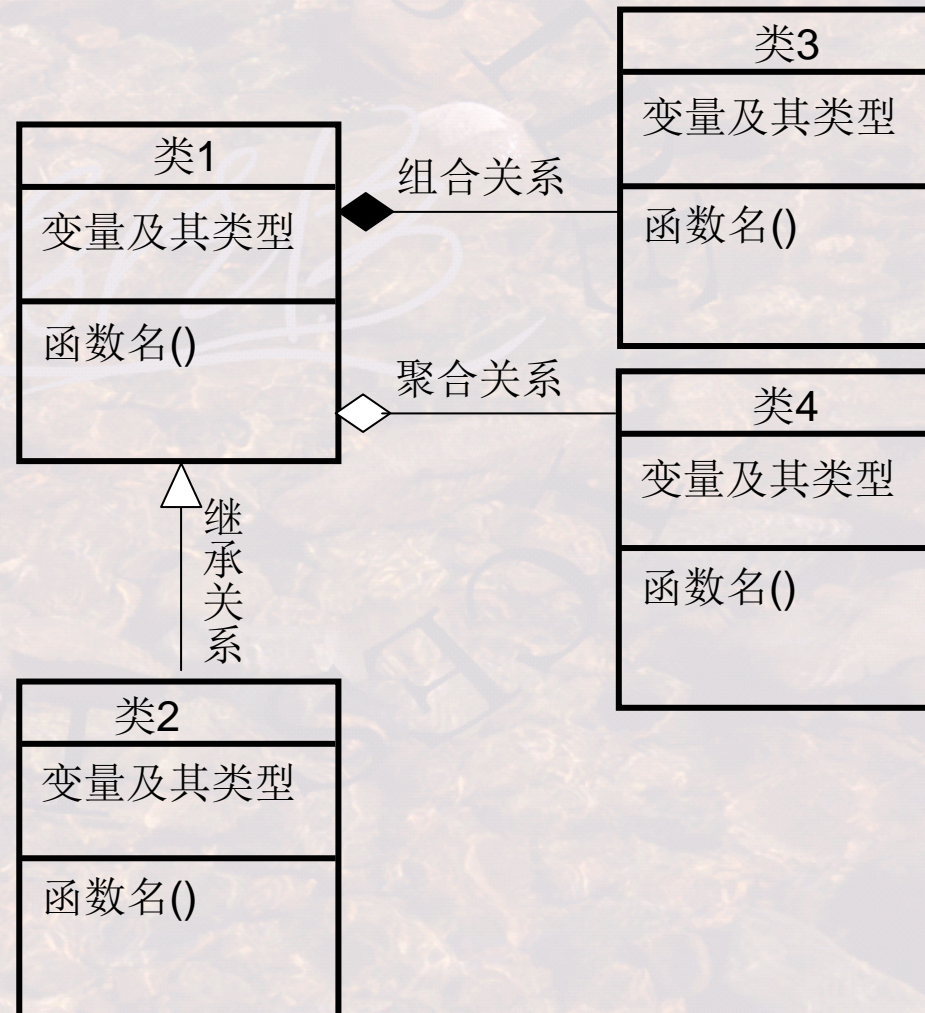 类1
变量及其类型
函数名()
组合关系
类3
变量及其类型
函数名()
聚合关系
类4
变量及其类型
函数名()
继承关系
类2
变量及其类型
函数名()